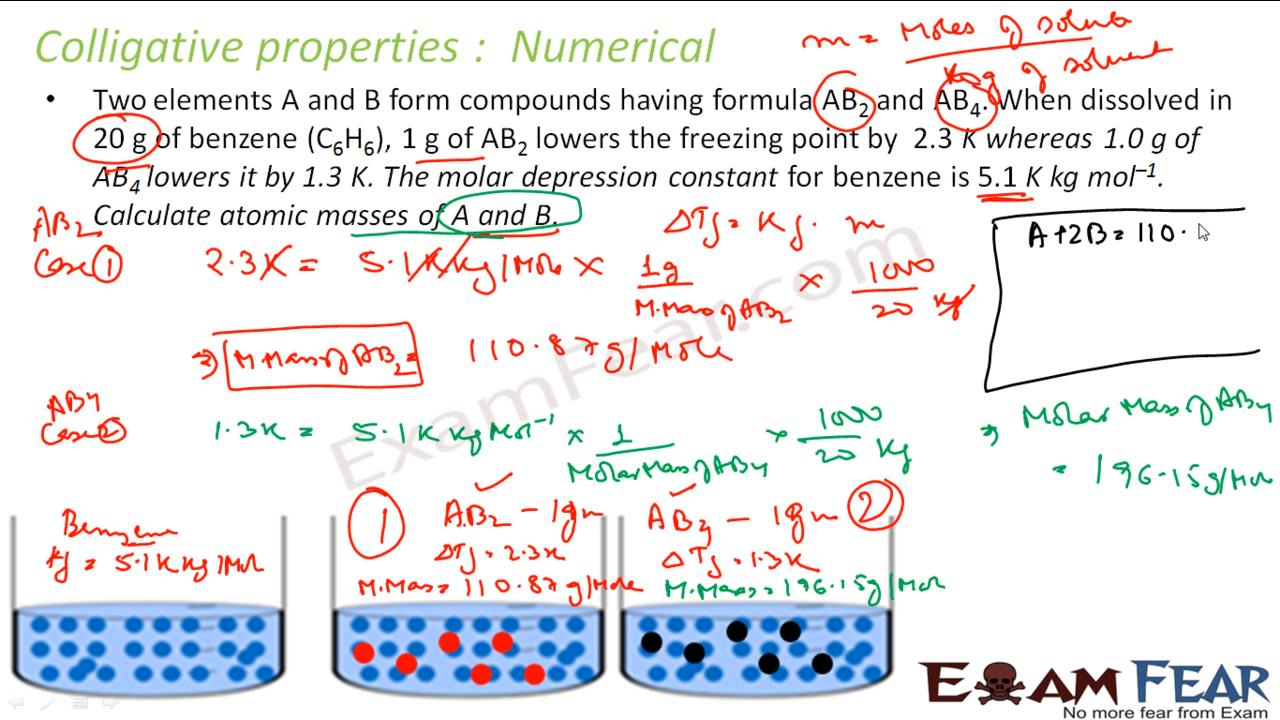 Colligative properties : Numerical
m = Moles of solute
Kg of solvent
• Two elements A and B form compounds having formula AB2 and AB4. When dissolved in
20 g of benzene (C6H6), 1 g of AB2 lowers the freezing point by 2.3 K whereas 1.0 g of
AB4 lowers it by 1.3 K. The molar depression constant for benzene is 5.1 K kg mol–1.
Calculate atomic masses of A and B.
ΔTf = Kf . m
AB2
Case ①
2.3K = 5.1 K Kg/Mole × 1g / M.Mass of AB2 × 1000 / 20 Kg
⇒ M.Mass of AB2 = 110.87 g/Mole
A+2B = 110.
AB4
Case ②
1.3K = 5.1 K Kg Mol-1 × 1 / Molar Mass of AB4 × 1000 / 20 Kg
⇒ Molar Mass of AB4
= 196.15 g/Mol
Benzene
Kf = 5.1 K Kg/Mol
① AB2 - 1gm
ΔTf = 2.3K
M.Mass = 110.87 g/Mole
AB4 - 1gm ②
ΔTf = 1.3K
M.Mass = 196.15g/Mol
ExamFear.com
EXAM FEAR
No more fear from Exam